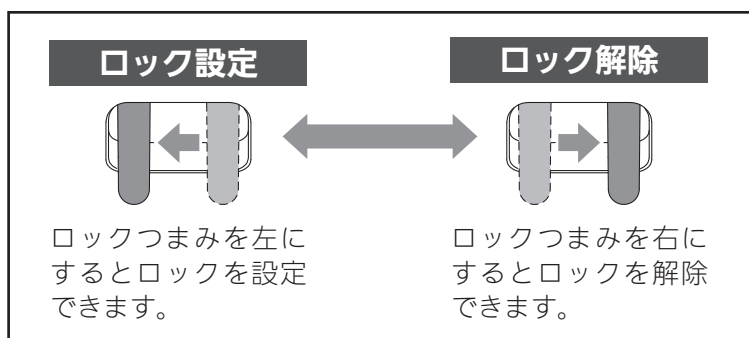 ロック設定
ロックつまみを左に
するとロックを設定
できます。
ロック解除
ロックつまみを右に
するとロックを解除
できます。